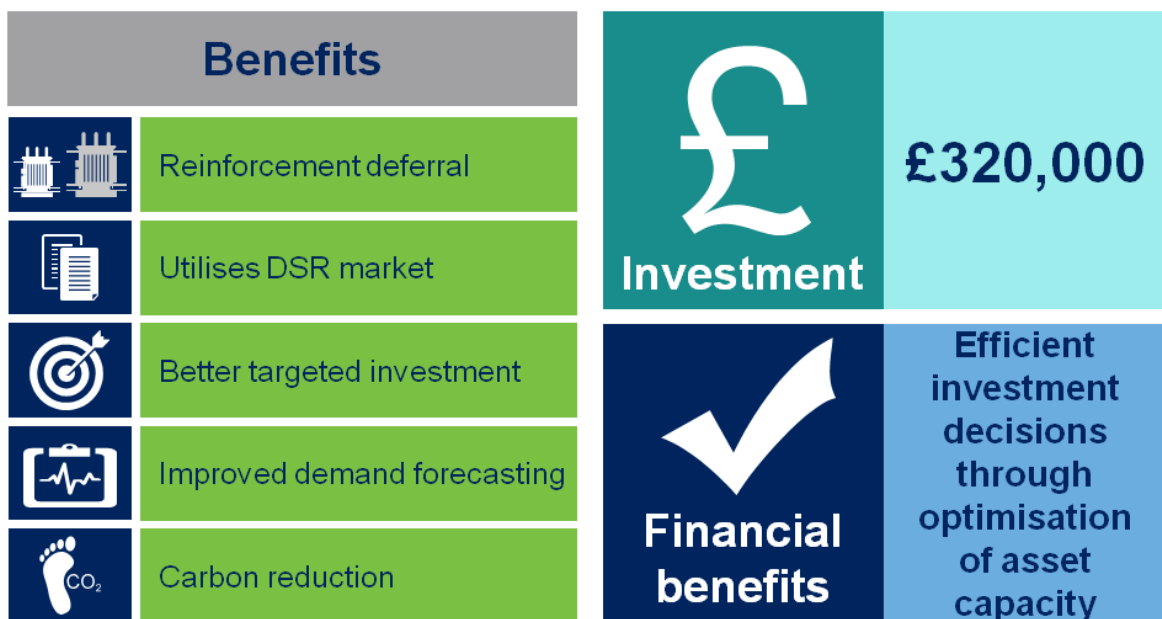 Benefits
Reinforcement deferral
Utilises DSR market
Better targeted investment
Improved demand forecasting
CO₂
Carbon reduction
£
Investment
£320,000
Financial
benefits
Efficient
investment
decisions
through
optimisation
of asset
capacity